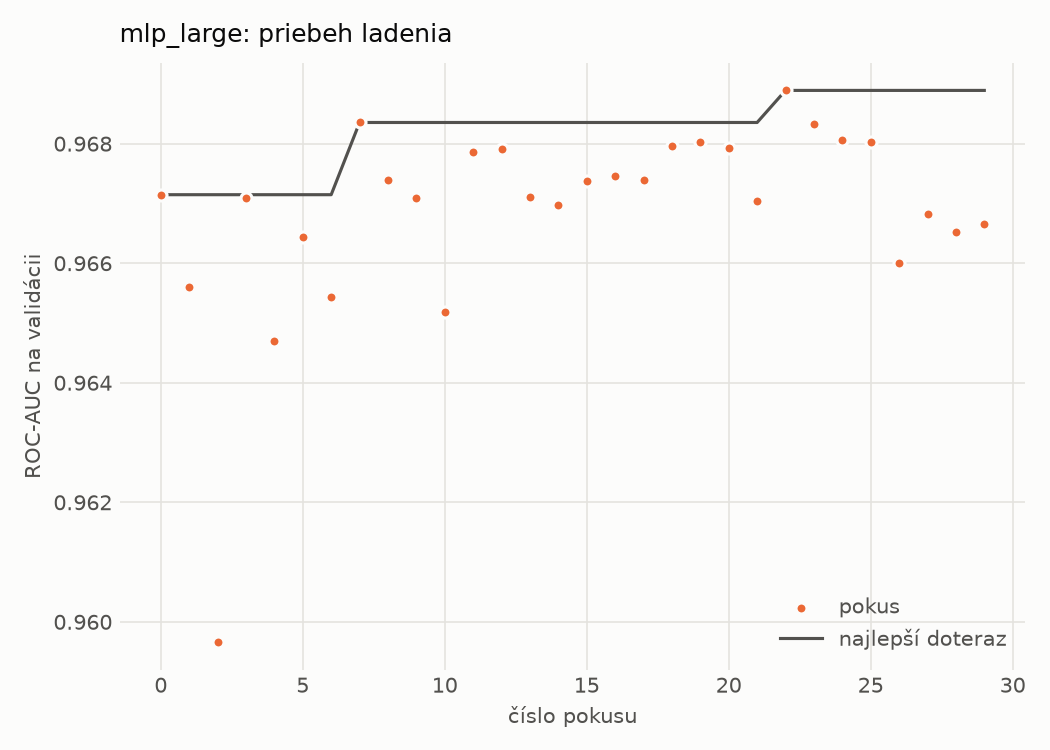 mlp_large: priebeh ladenia
ROC-AUC na validácii
0.968
0.966
0.964
0.962
0.960
pokus
najlepší doteraz
0 5 10 15 20 25 30
číslo pokusu